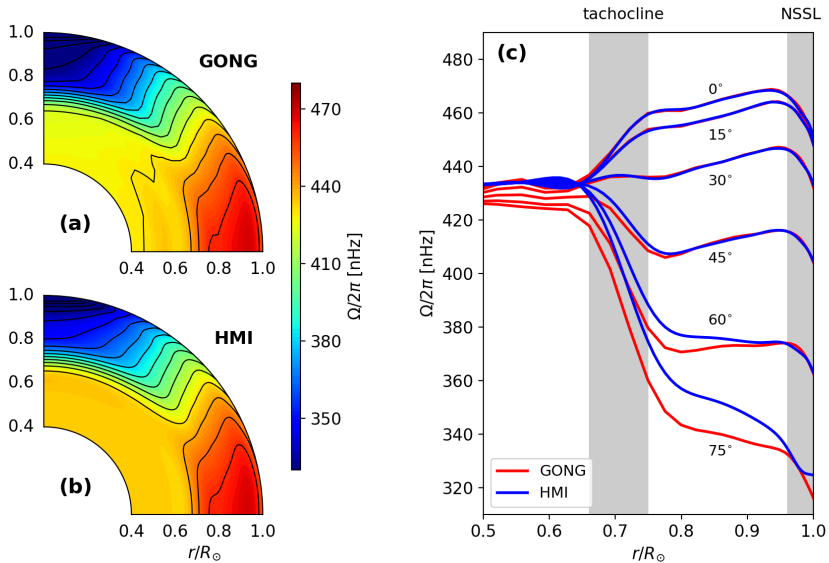 1.0
0.8
0.6
0.4
GONG
(a)
0.4 0.6 0.8 1.0
1.0
0.8
0.6
0.4
HMI
(b)
0.4 0.6 0.8 1.0
r/R☉
470
440
410
380
350
Ω/2π [nHz]
tachocline
NSSL
(c)
480
460
440
420
400
380
360
340
320
Ω/2π [nHz]
0°
15°
30°
45°
60°
75°
GONG
HMI
0.5 0.6 0.7 0.8 0.9 1.0
r/R☉